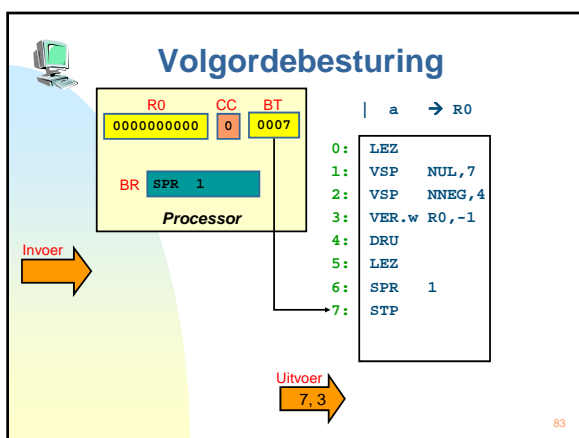 Volgordebesturing
R0 CC BT
0000000000 0 0007
BR SPR 1
Processor
Invoer
| a → R0
0: LEZ
1: VSP NUL,7
2: VSP NNEG,4
3: VER.w R0,-1
4: DRU
5: LEZ
6: SPR 1
7: STP
Uitvoer
7, 3
83